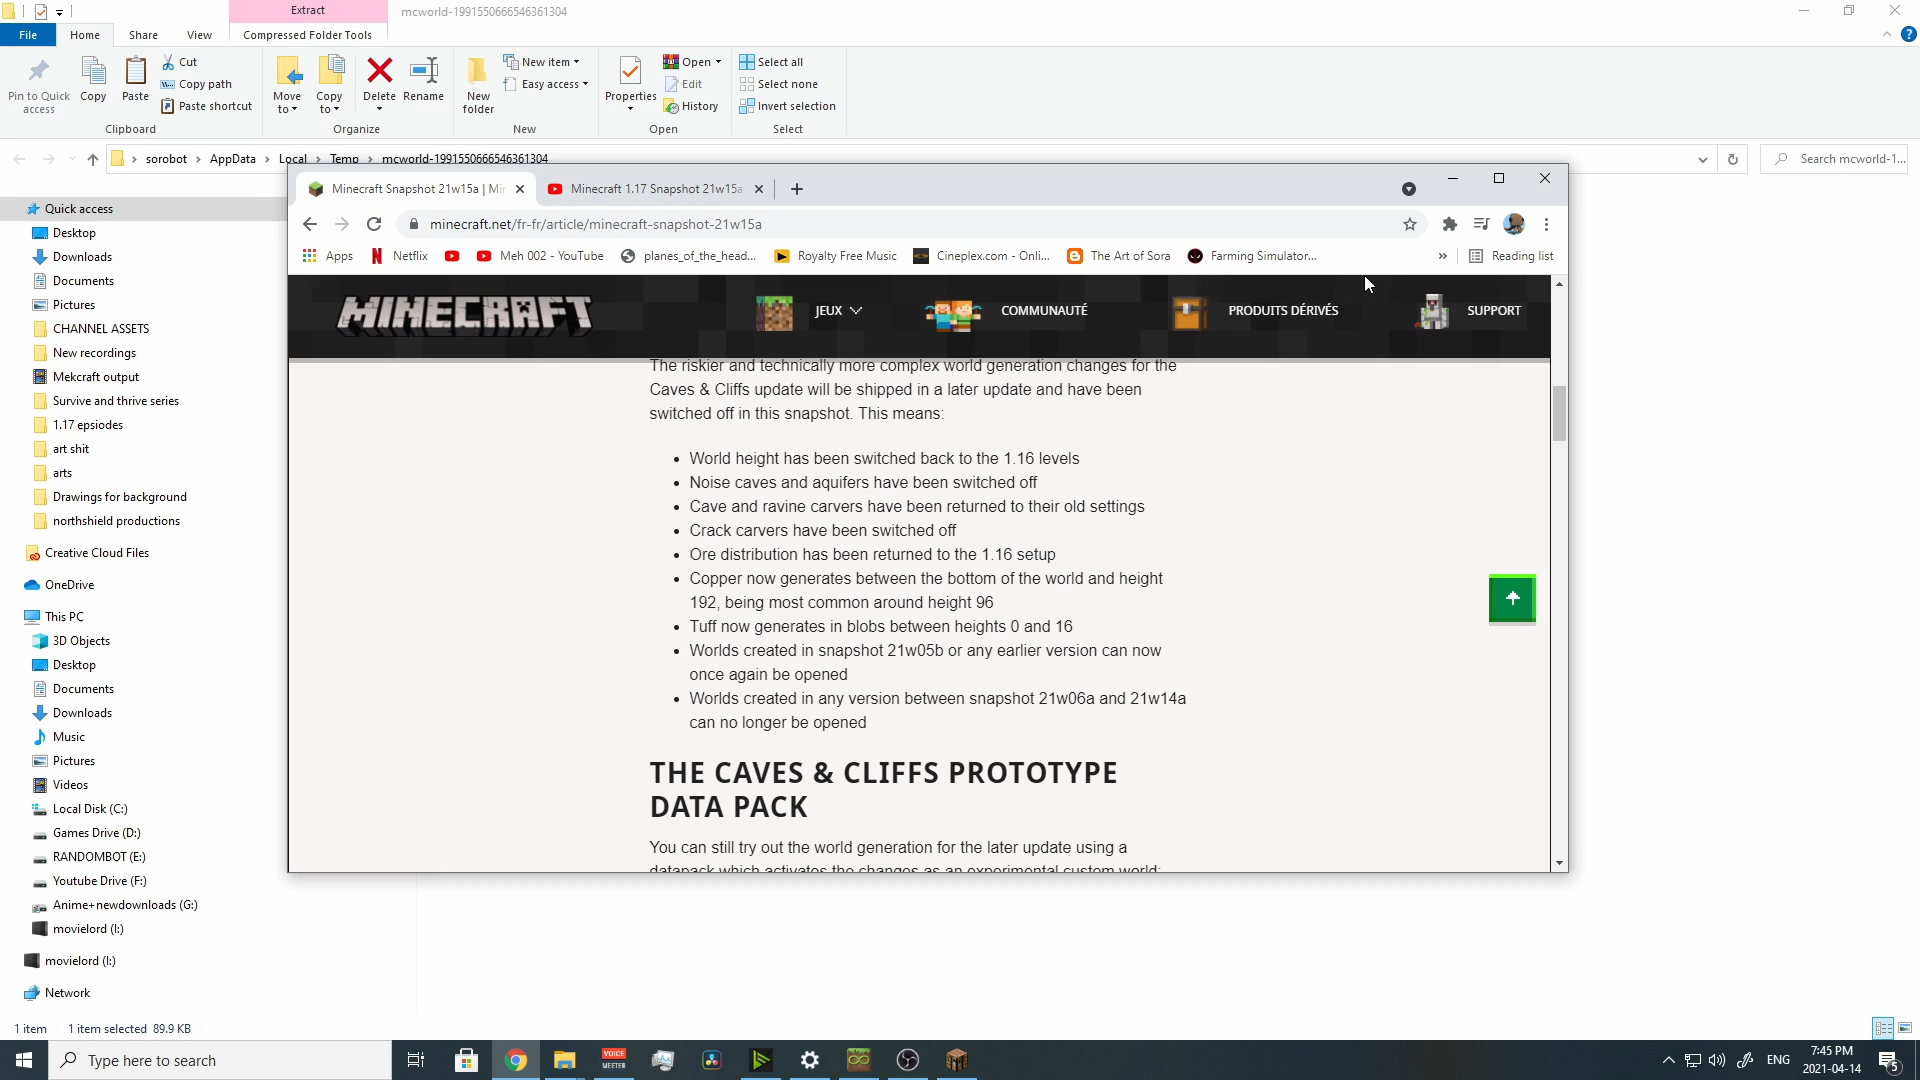 Extract
mcworld-1991550666546361304
File
Home
Share
View
Compressed Folder Tools
Pin to Quick access
Copy
Paste
Cut
Copy path
Paste shortcut
Clipboard
Move to
Copy to
Delete
Rename
Organize
New folder
New item
Easy access
New
Properties
Open
Edit
History
Open
Select all
Select none
Invert selection
Select
sorobot › AppData › Local › Temp › mcworld-1991550666546361304
Search mcworld-1...
Minecraft Snapshot 21w15a | Mi
Minecraft 1.17 Snapshot 21w15a
minecraft.net/fr-fr/article/minecraft-snapshot-21w15a
Apps
Netflix
Meh 002 - YouTube
planes_of_the_head...
Royalty Free Music
Cineplex.com - Onli...
The Art of Sora
Farming Simulator...
»
Reading list
MINECRAFT
JEUX
COMMUNAUTÉ
PRODUITS DÉRIVÉS
SUPPORT
The riskier and technically more complex world generation changes for the
Caves & Cliffs update will be shipped in a later update and have been
switched off in this snapshot. This means:
• World height has been switched back to the 1.16 levels
• Noise caves and aquifers have been switched off
• Cave and ravine carvers have been returned to their old settings
• Crack carvers have been switched off
• Ore distribution has been returned to the 1.16 setup
• Copper now generates between the bottom of the world and height
192, being most common around height 96
• Tuff now generates in blobs between heights 0 and 16
• Worlds created in snapshot 21w05b or any earlier version can now
once again be opened
• Worlds created in any version between snapshot 21w06a and 21w14a
can no longer be opened
THE CAVES & CLIFFS PROTOTYPE
DATA PACK
You can still try out the world generation for the later update using a
datapack which activates the changes as an experimental custom world:
Quick access
Desktop
Downloads
Documents
Pictures
CHANNEL ASSETS
New recordings
Mekcraft output
Survive and thrive series
1.17 epsiodes
art shit
arts
Drawings for background
northshield productions
Creative Cloud Files
OneDrive
This PC
3D Objects
Desktop
Documents
Downloads
Music
Pictures
Videos
Local Disk (C:)
Games Drive (D:)
RANDOMBOT (E:)
Youtube Drive (F:)
Anime+newdownloads (G:)
movielord (I:)
movielord (I:)
Network
1 item
1 item selected 89.9 KB
Type here to search
VOICE
MEETER
ENG
7:45 PM
2021-04-14
5